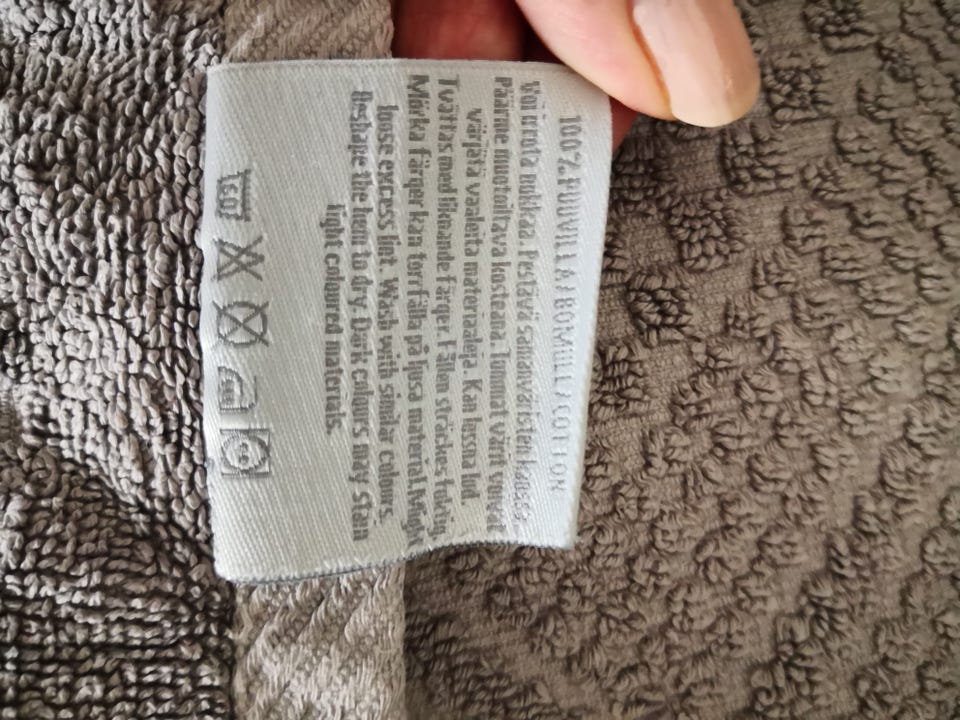 100% PUUVILLA/BOMULL/COTTON
Voi irrota nukkaa. Pestävä samanväristen kanssa.
Päärme muotoiltava kosteana. Tummat värit voivat
värjätä vaaleita materiaaleja. Kan lossna lud.
Tvättas med liknande färger. Fållen sträckes fuktig.
Mörka färger kan torrfälla på ljusa material. Might
loose excess lint. Wash with similar colours.
Reshape the hem to dry. Dark colours may stain
light coloured materials.
60